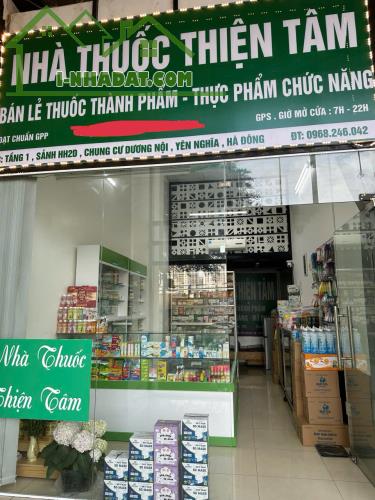 NHÀ THUỐC THIỆN TÂM
I-NHADAT.COM
BÁN LẺ THUỐC THÀNH PHẨM - THỰC PHẨM CHỨC NĂNG
ĐẠT CHUẨN GPP
GPS . GIỜ MỞ CỬA : 7H - 22H
: TẦNG 1 , SẢNH HH2D , CHUNG CƯ DƯƠNG NỘI , YÊN NGHĨA , HÀ ĐÔNG
ĐT: 0968.246.042
Nhà Thuốc
Thiện Tâm